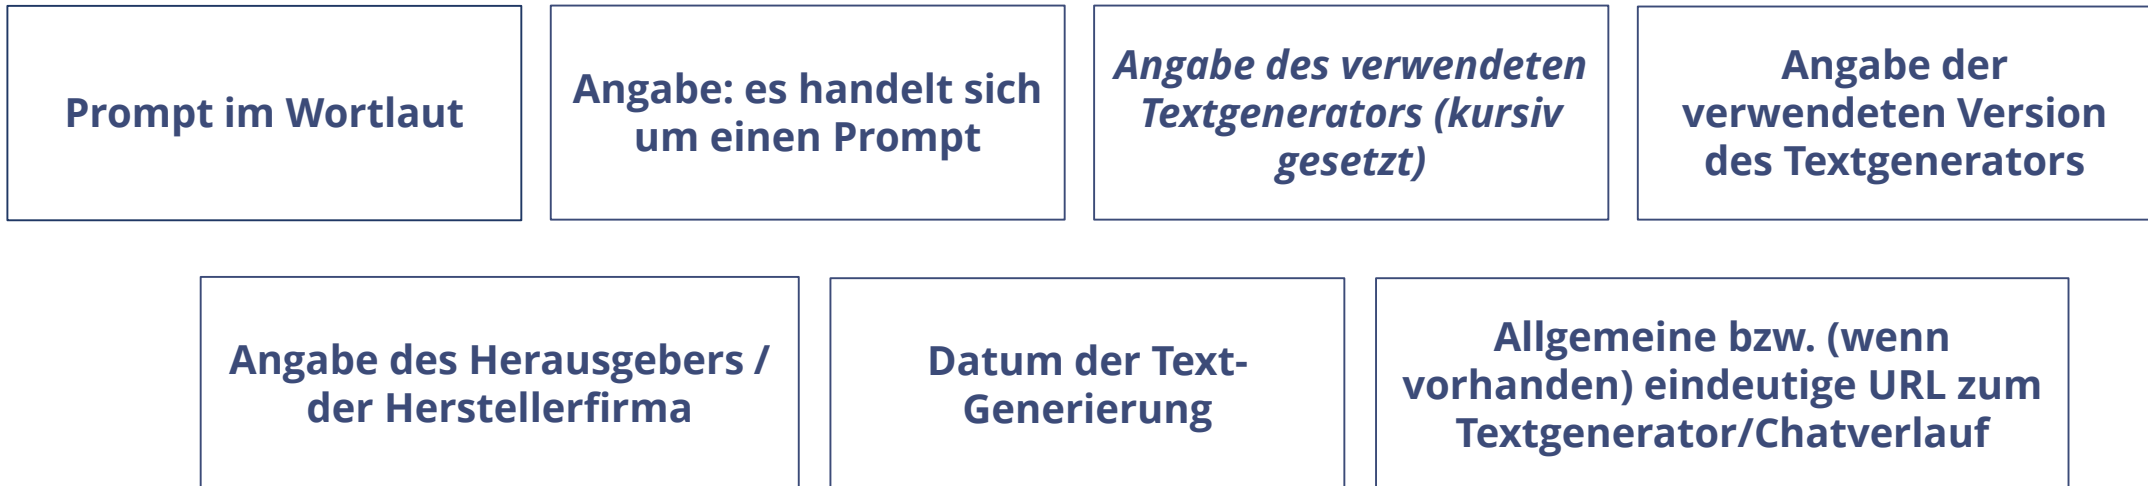 Prompt im Wortlaut
Angabe: es handelt sich
um einen Prompt
Angabe des verwendeten
Textgenerators (kursiv
gesetzt)
Angabe der
verwendeten Version
des Textgenerators
Angabe des Herausgebers /
der Herstellerfirma
Datum der Text-
Generierung
Allgemeine bzw. (wenn
vorhanden) eindeutige URL zum
Textgenerator/Chatverlauf